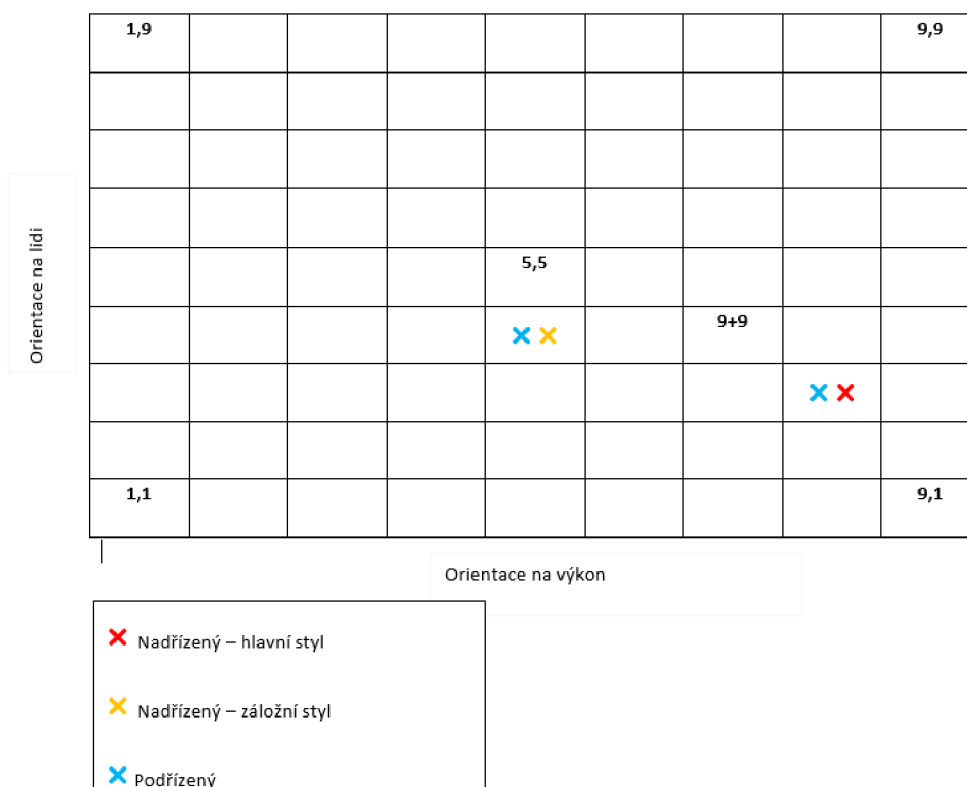 1,9 9,9
Orientace na lidi
5,5
9+9
1,1 9,1
Orientace na výkon
Nadřízený – hlavní styl
Nadřízený – záložní styl
Podřízený